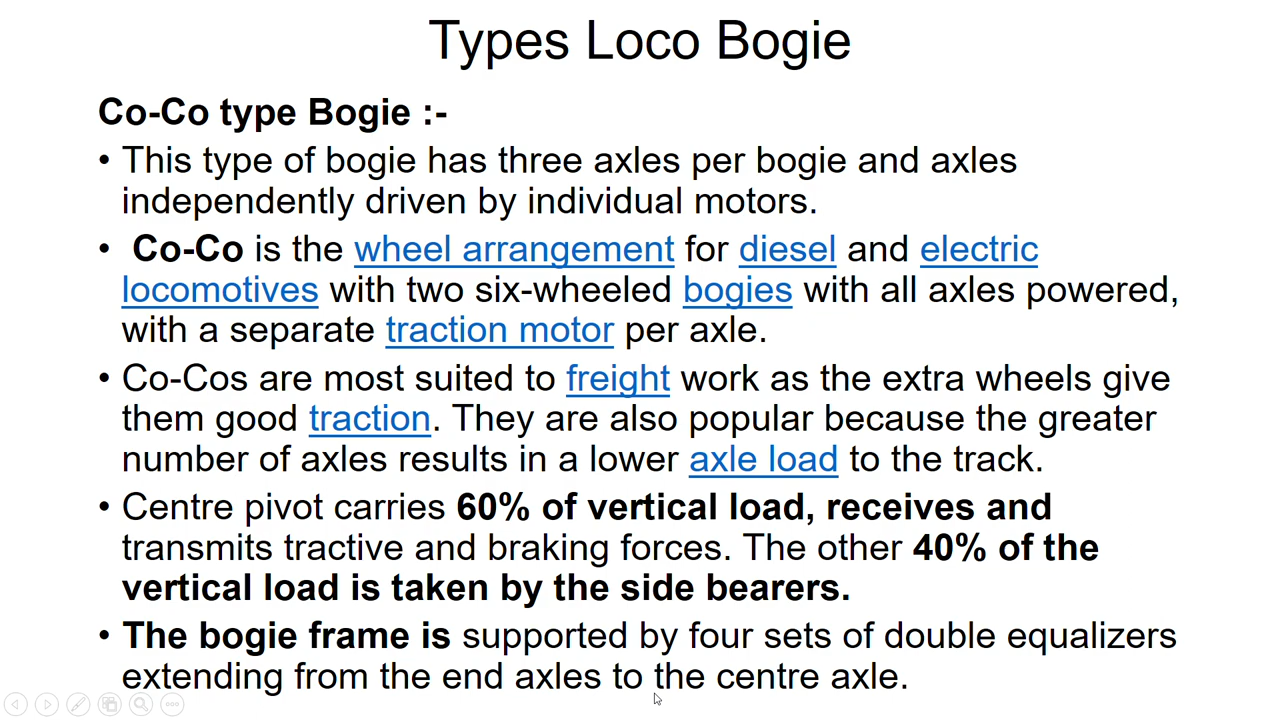 Types Loco Bogie
Co-Co type Bogie :-
• This type of bogie has three axles per bogie and axles
independently driven by individual motors.
• Co-Co is the wheel arrangement for diesel and electric
locomotives with two six-wheeled bogies with all axles powered,
with a separate traction motor per axle.
• Co-Cos are most suited to freight work as the extra wheels give
them good traction. They are also popular because the greater
number of axles results in a lower axle load to the track.
• Centre pivot carries 60% of vertical load, receives and
transmits tractive and braking forces. The other 40% of the
vertical load is taken by the side bearers.
• The bogie frame is supported by four sets of double equalizers
extending from the end axles to the centre axle.